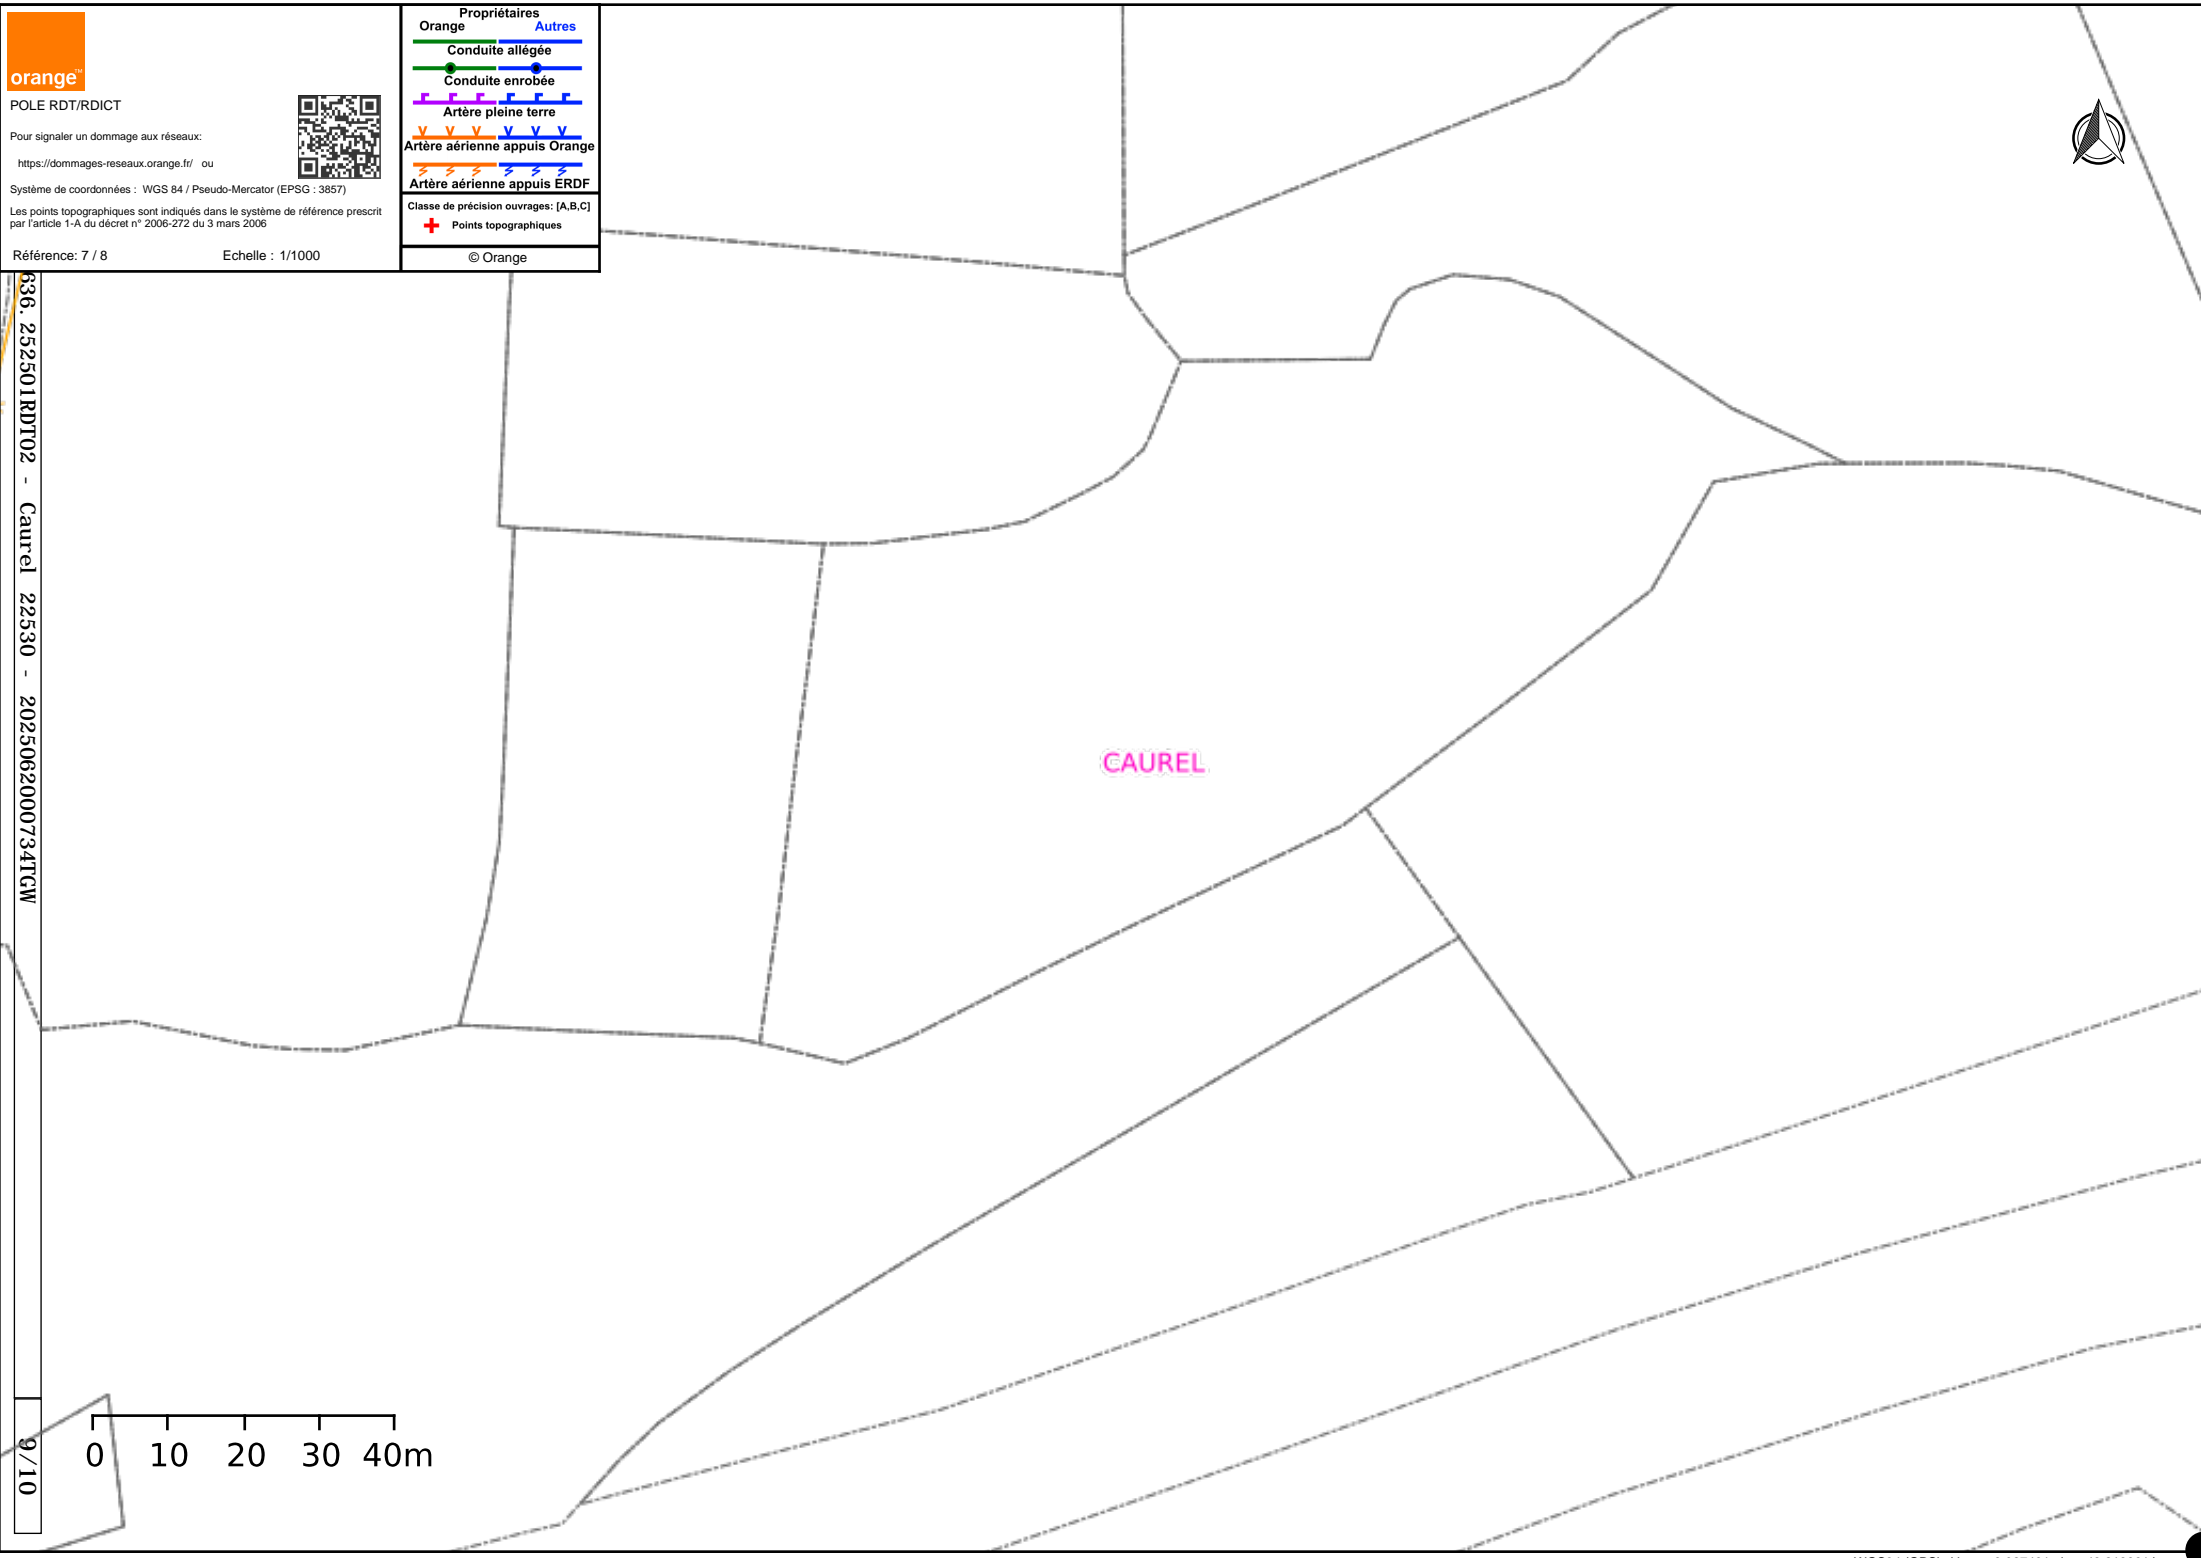 orange™
POLE RDT/RDICT
Pour signaler un dommage aux réseaux:
https://dommages-reseaux.orange.fr/ ou
Système de coordonnées : WGS 84 / Pseudo-Mercator (EPSG : 3857)
Les points topographiques sont indiqués dans le système de référence prescrit
par l'article 1-A du décret n° 2006-272 du 3 mars 2006
Référence: 7 / 8 Echelle : 1/1000
Propriétaires
Orange Autres
Conduite allégée
Conduite enrobée
Artère pleine terre
Artère aérienne appuis Orange
Artère aérienne appuis ERDF
Classe de précision ouvrages: [A,B,C]
Points topographiques
© Orange
636. 252501RDT02 - Caurel 22530 - 2025062000734TGW
CAUREL
0 10 20 30 40m
9/10